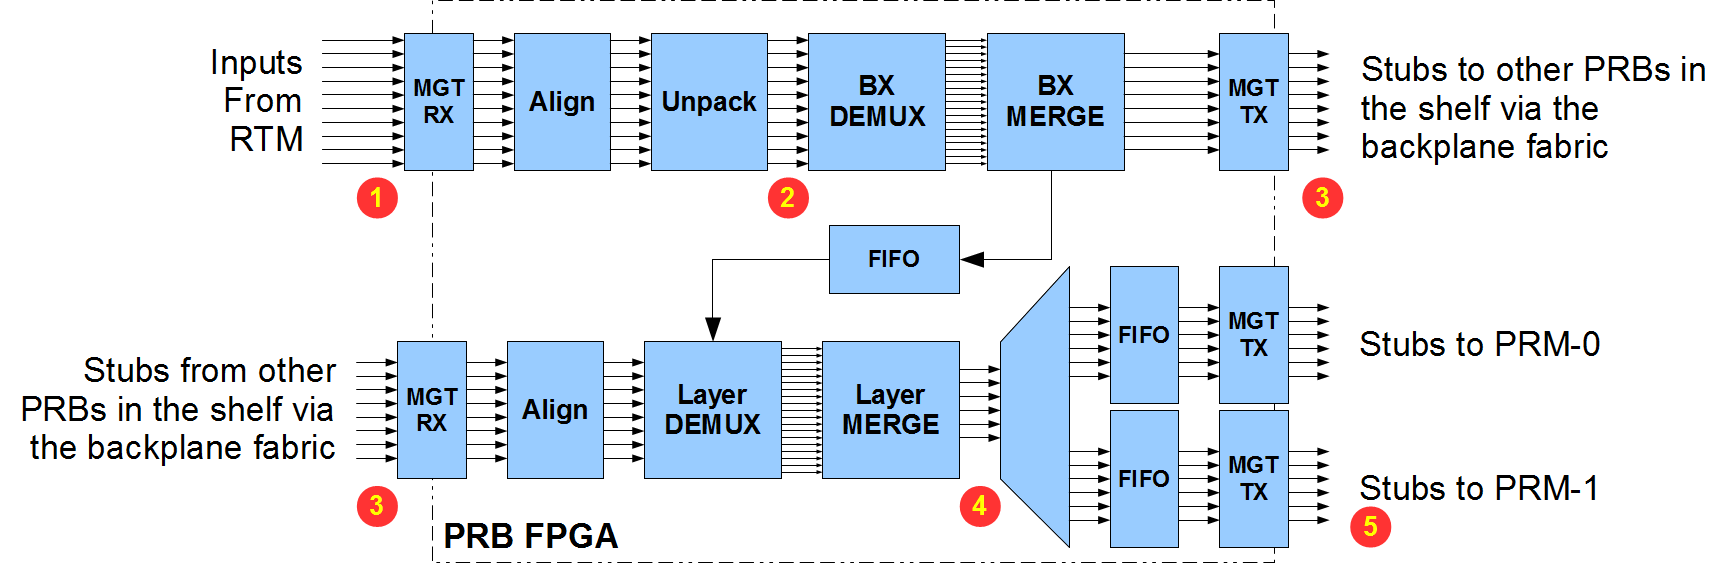 Inputs
From
RTM
MGT
RX
Align
Unpack
BX
DEMUX
BX
MERGE
MGT
TX
Stubs to other PRBs in
the shelf via the
backplane fabric
1
2
3
FIFO
Stubs from other
PRBs in the shelf via
the backplane fabric
MGT
RX
Align
Layer
DEMUX
Layer
MERGE
FIFO
MGT
TX
Stubs to PRM-0
FIFO
MGT
TX
Stubs to PRM-1
3
4
5
PRB FPGA